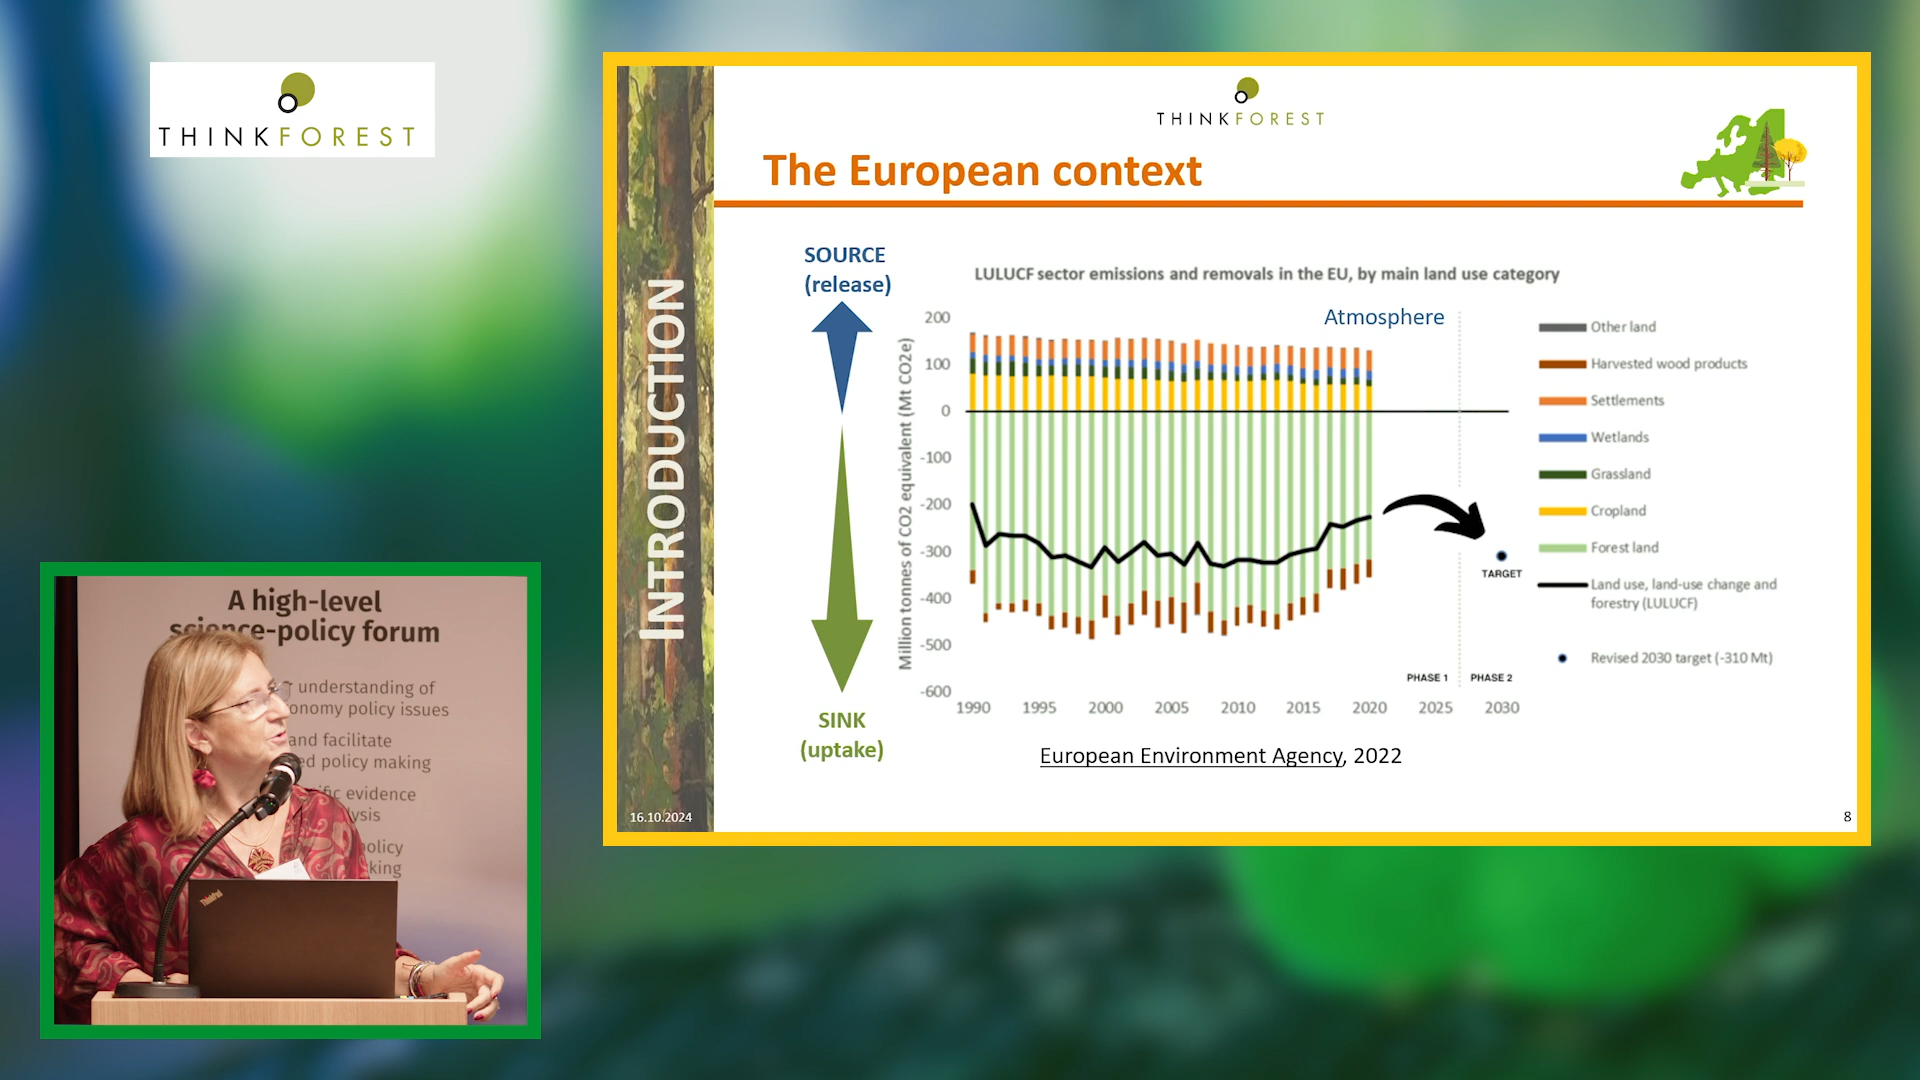 THINKFOREST
A high-level
science-policy forum
understanding of
onomy policy issues
and facilitate
ed policy making
fic evidence
lysis
policy
king
ThinkPad
THINKFOREST
The European context
INTRODUCTION
16.10.2024
SOURCE
(release)
SINK
(uptake)
LULUCF sector emissions and removals in the EU, by main land use category
Atmosphere
Million tonnes of CO2 equivalent (Mt CO2e)
200
100
0
-100
-200
-300
-400
-500
-600
1990 1995 2000 2005 2010 2015 2020 2025 2030
TARGET
PHASE 1 PHASE 2
Other land
Harvested wood products
Settlements
Wetlands
Grassland
Cropland
Forest land
Land use, land-use change and
forestry (LULUCF)
Revised 2030 target (-310 Mt)
European Environment Agency, 2022
8